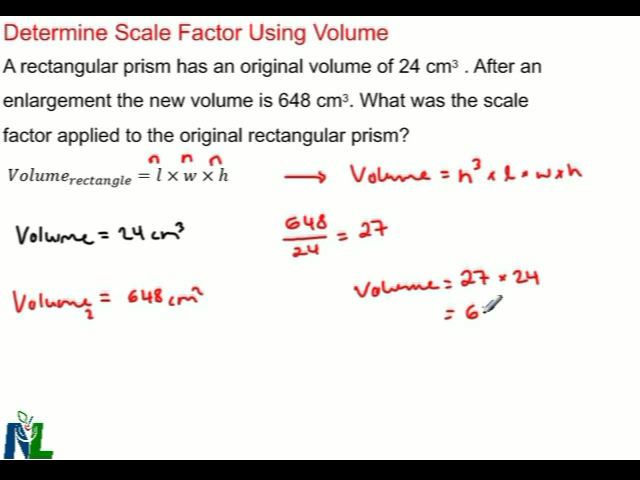 Determine Scale Factor Using Volume
A rectangular prism has an original volume of 24 cm³ . After an
enlargement the new volume is 648 cm³. What was the scale
factor applied to the original rectangular prism?
n n n
Volume_rectangle = l × w × h → Volume = n³ × l × w × h
Volume = 24 cm³ 648/24 = 27
Volume₂ = 648 cm² Volume = 27 × 24
= 6
NL